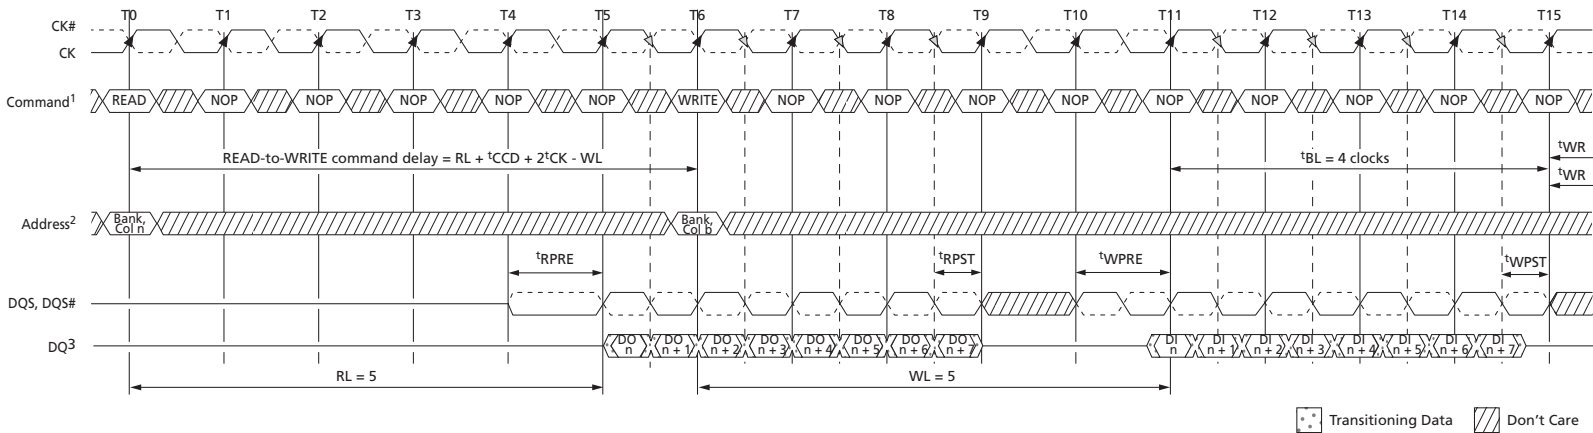 T0 T1 T2 T3 T4 T5 T6 T7 T8 T9 T10 T11 T12 T13 T14 T15
CK#
CK
Command1 READ NOP NOP NOP NOP NOP WRITE NOP NOP NOP NOP NOP NOP NOP NOP NOP
READ-to-WRITE command delay = RL + tCCD + 2tCK - WL
tBL = 4 clocks
tWR
tWR
Address2
Bank,
Col n
Bank,
Col b
tRPRE tRPST tWPRE tWPST
DQS, DQS#
DQ3
DO
n
DO
n + 1
DO
n + 2
DO
n + 3
DO
n + 4
DO
n + 5
DO
n + 6
DO
n + 7
DI
n
DI
n + 1
DI
n + 2
DI
n + 3
DI
n + 4
DI
n + 5
DI
n + 6
DI
n + 7
RL = 5 WL = 5
Transitioning Data Don't Care